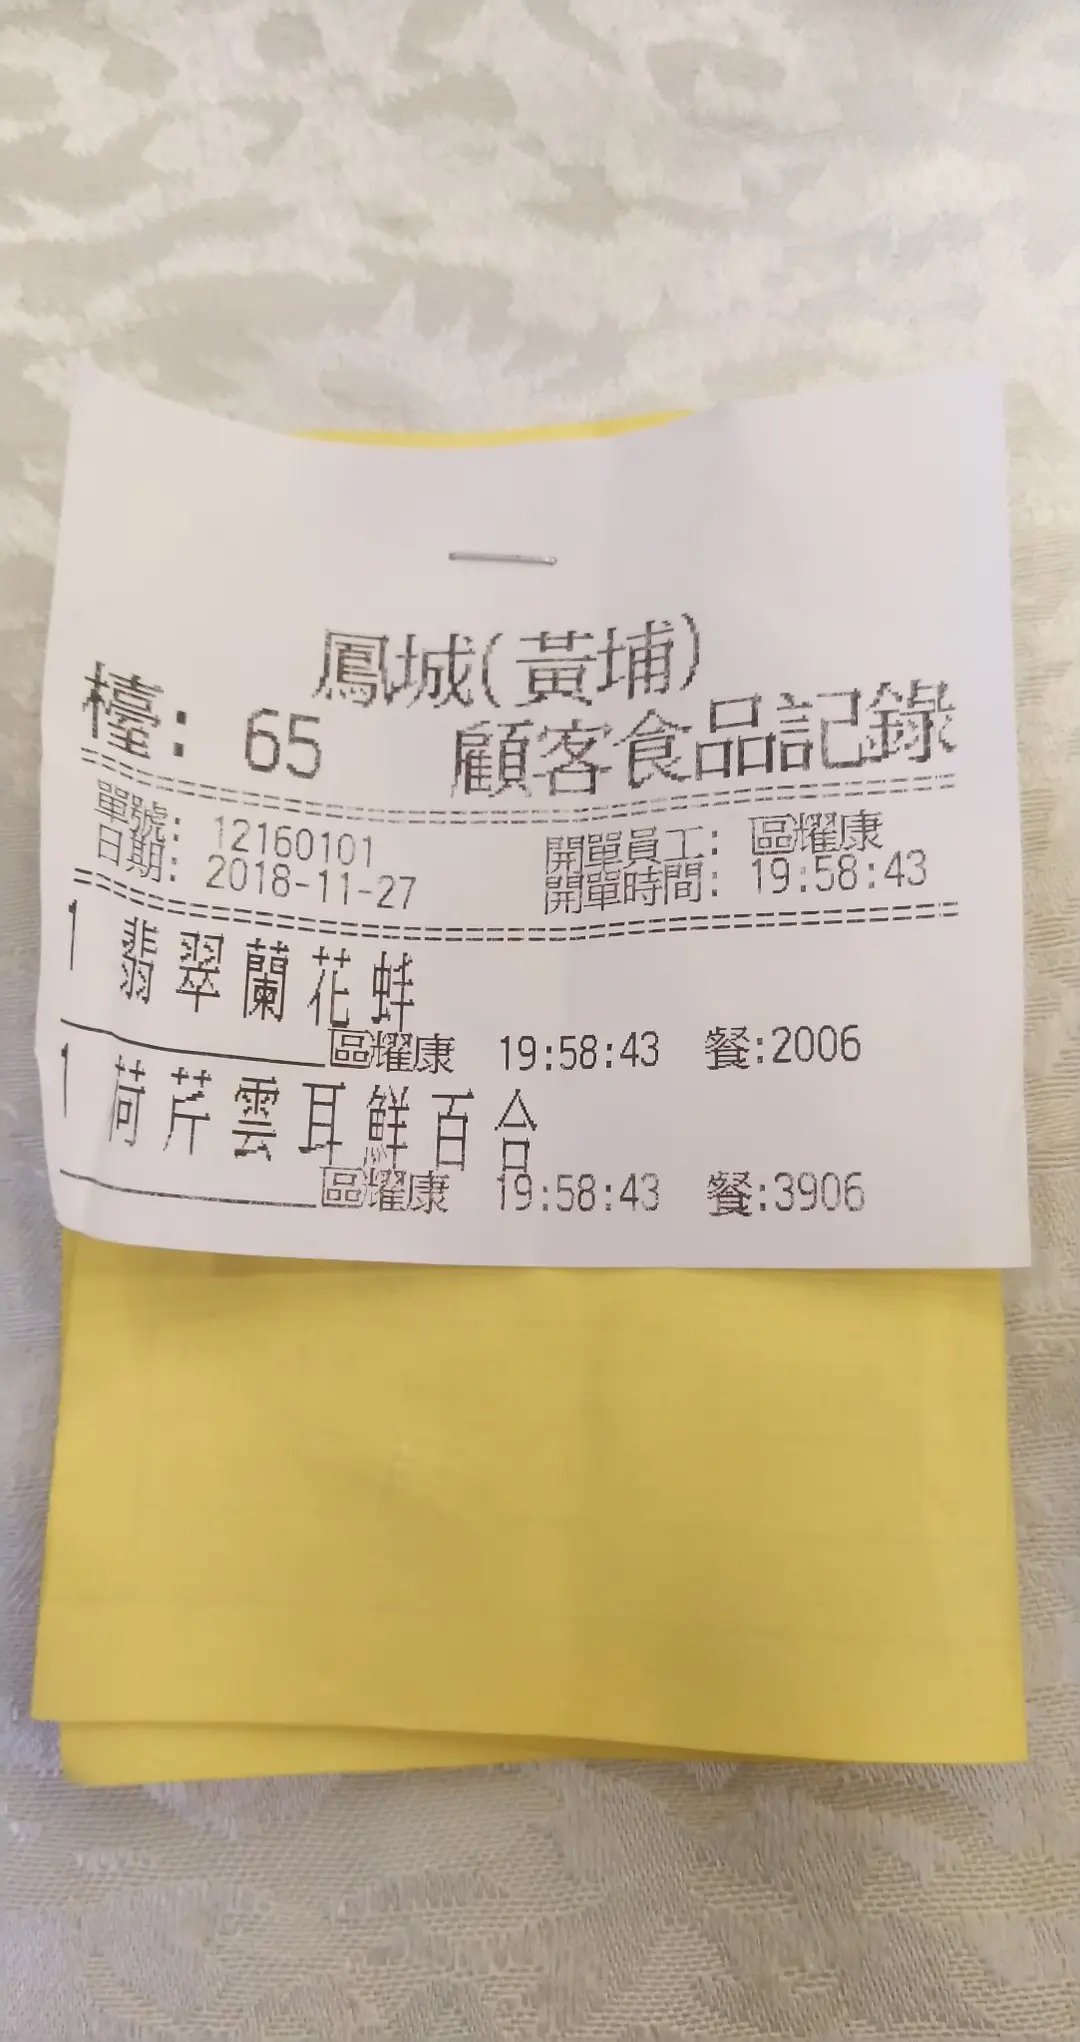 鳳城(黃埔)
檯: 65 顧客食品記錄
單號: 12160101 開單員工: 區耀康
日期: 2018-11-27 開單時間: 19:58:43
1 翡翠蘭花蚌
區耀康 19:58:43 餐:2006
1 荷芹雲耳鮮百合
區耀康 19:58:43 餐:3906